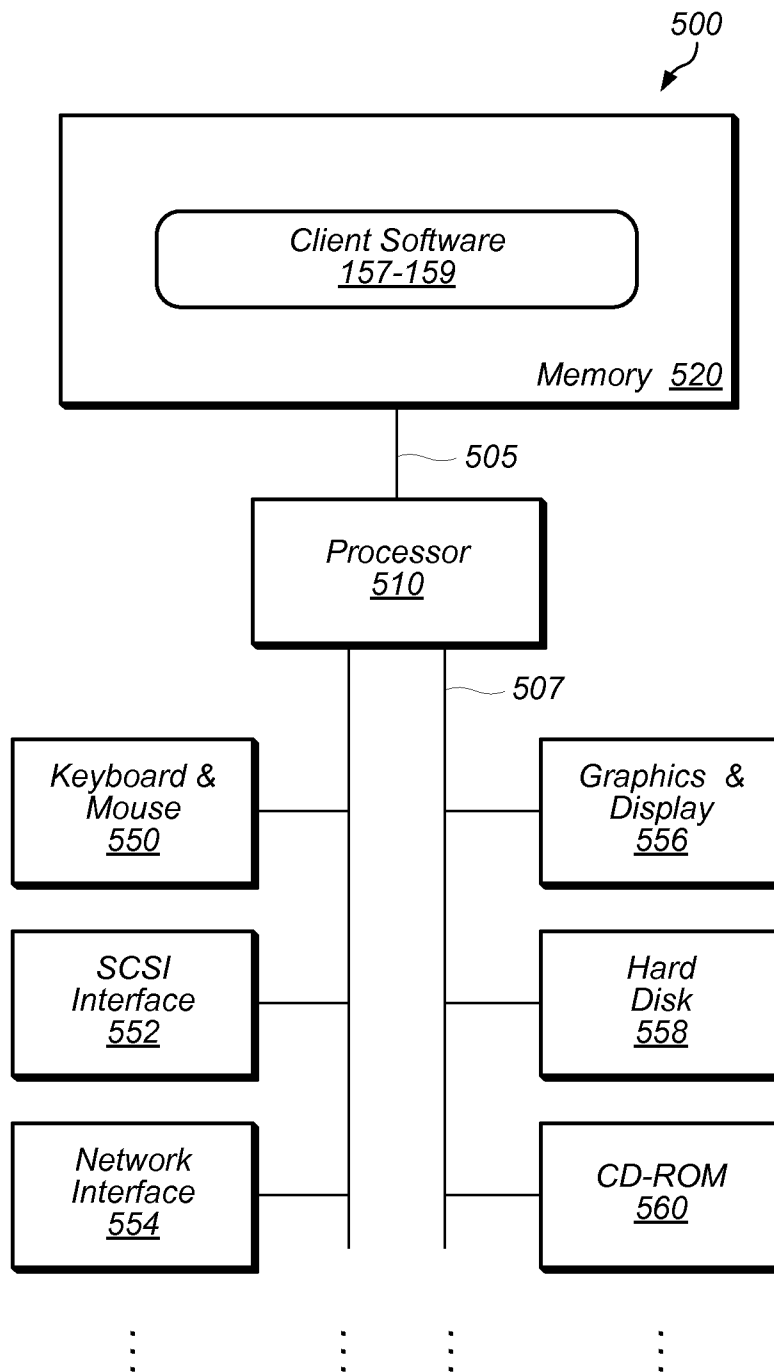 500
Client Software
157-159
Memory 520
505
Processor
510
507
Keyboard &
Mouse
550
Graphics &
Display
556
SCSI
Interface
552
Hard
Disk
558
Network
Interface
554
CD-ROM
560